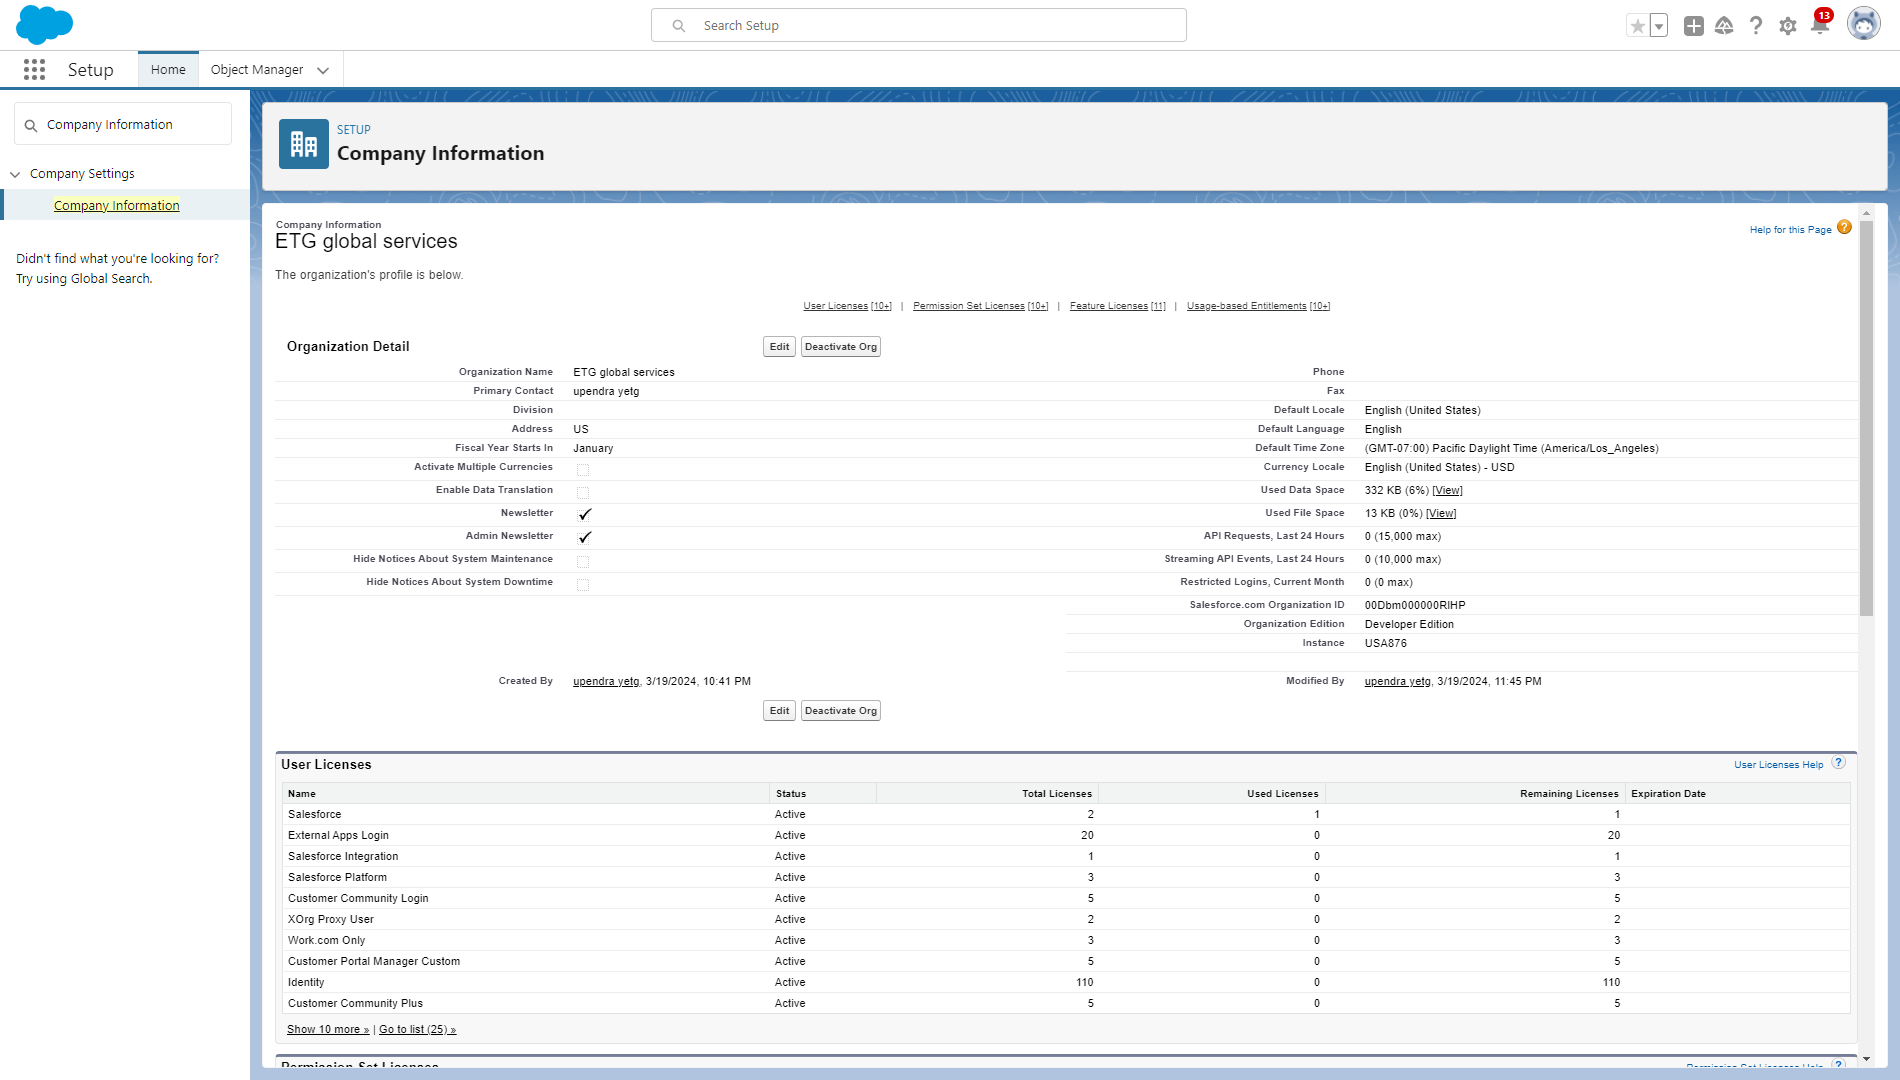 Search Setup
13
Setup
Home
Object Manager
Company Information
Company Settings
Company Information
Didn't find what you're looking for?
Try using Global Search.
SETUP
Company Information
Company Information
ETG global services
Help for this Page ?
The organization's profile is below.
User Licenses [10+] | Permission Set Licenses [10+] | Feature Licenses [11] | Usage-based Entitlements [10+]
Organization Detail
Edit
Deactivate Org
Organization Name ETG global services
Phone
Primary Contact upendra yetg
Fax
Division
Default Locale English (United States)
Address US
Default Language English
Fiscal Year Starts In January
Default Time Zone (GMT-07:00) Pacific Daylight Time (America/Los_Angeles)
Activate Multiple Currencies
Currency Locale English (United States) - USD
Enable Data Translation
Used Data Space 332 KB (6%) [View]
Newsletter
Used File Space 13 KB (0%) [View]
Admin Newsletter
API Requests, Last 24 Hours 0 (15,000 max)
Hide Notices About System Maintenance
Streaming API Events, Last 24 Hours 0 (10,000 max)
Hide Notices About System Downtime
Restricted Logins, Current Month 0 (0 max)
Salesforce.com Organization ID 00Dbm000000RIHP
Organization Edition Developer Edition
Instance USA876
Created By upendra yetg, 3/19/2024, 10:41 PM
Modified By upendra yetg, 3/19/2024, 11:45 PM
Edit
Deactivate Org
User Licenses
User Licenses Help ?
Name Status Total Licenses Used Licenses Remaining Licenses Expiration Date
Salesforce Active 2 1 1
External Apps Login Active 20 0 20
Salesforce Integration Active 1 0 1
Salesforce Platform Active 3 0 3
Customer Community Login Active 5 0 5
XOrg Proxy User Active 2 0 2
Work.com Only Active 3 0 3
Customer Portal Manager Custom Active 5 0 5
Identity Active 110 0 110
Customer Community Plus Active 5 0 5
Show 10 more » | Go to list (25) »
Permission Set Licenses
Permission Set Licenses Help ?